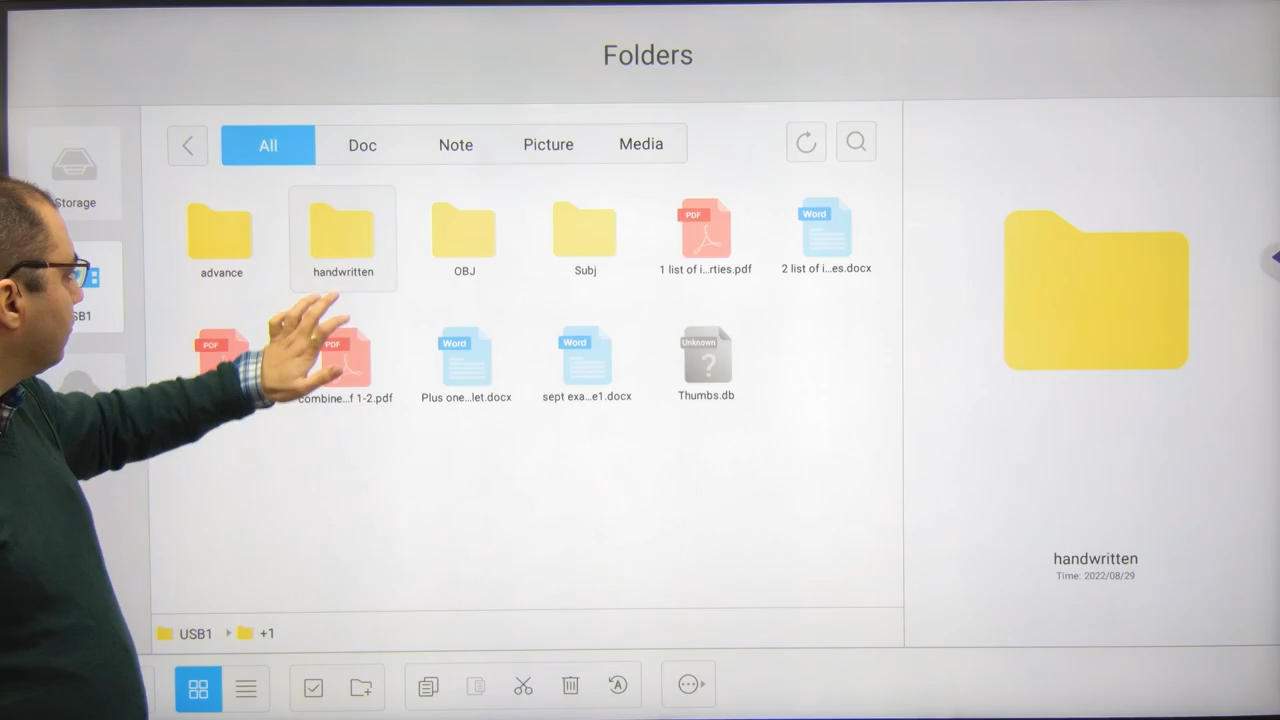 Folders
All
Doc
Note
Picture
Media
Storage
SB1
advance
handwritten
OBJ
Subj
PDF
1 list of i...rties.pdf
Word
2 list of i...es.docx
PDF
PDF
combine...f 1-2.pdf
Word
Plus one...let.docx
Word
sept exa...e1.docx
Unknown
?
Thumbs.db
handwritten
Time: 2022/08/29
USB1
+1
A